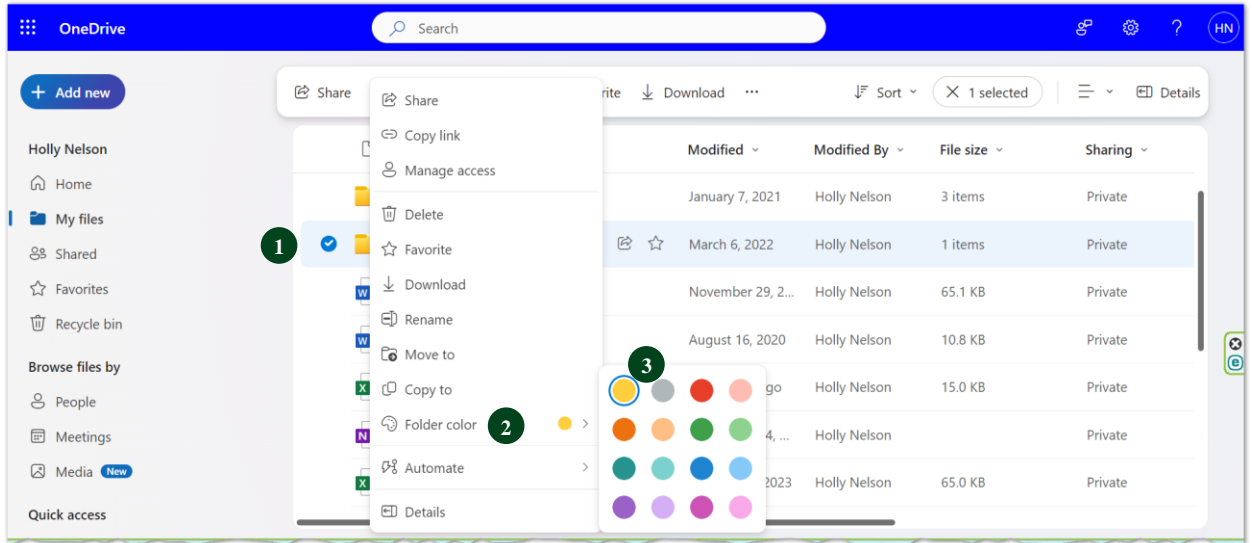 OneDrive
Search
HN
Add new
Share
rite
Download
Sort
1 selected
Details
Holly Nelson
Home
My files
Shared
Favorites
Recycle bin
Browse files by
People
Meetings
Media New
Quick access
Share
Copy link
Manage access
Delete
Favorite
Download
Rename
Move to
Copy to
Folder color
Automate
Details
Modified Modified By File size Sharing
January 7, 2021 Holly Nelson 3 items Private
1 March 6, 2022 Holly Nelson 1 items Private
W November 29, 2... Holly Nelson 65.1 KB Private
W August 16, 2020 Holly Nelson 10.8 KB Private
X go Holly Nelson 15.0 KB Private
N 4, ... Holly Nelson Private
X 2023 Holly Nelson 65.0 KB Private
2
3
e